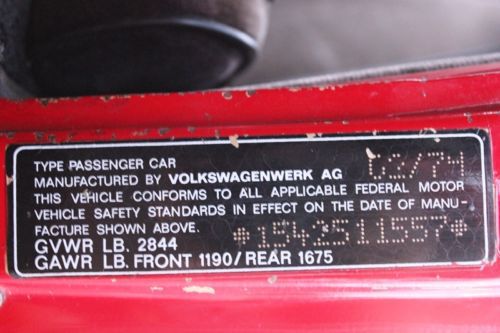 TYPE PASSENGER CAR 03/74
MANUFACTURED BY VOLKSWAGENWERK AG
THIS VEHICLE CONFORMS TO ALL APPLICABLE FEDERAL MOTOR
VEHICLE SAFETY STANDARDS IN EFFECT ON THE DATE OF MANU-
FACTURE SHOWN ABOVE. *1542511557*
GVWR LB. 2844
GAWR LB. FRONT 1190/REAR 1675